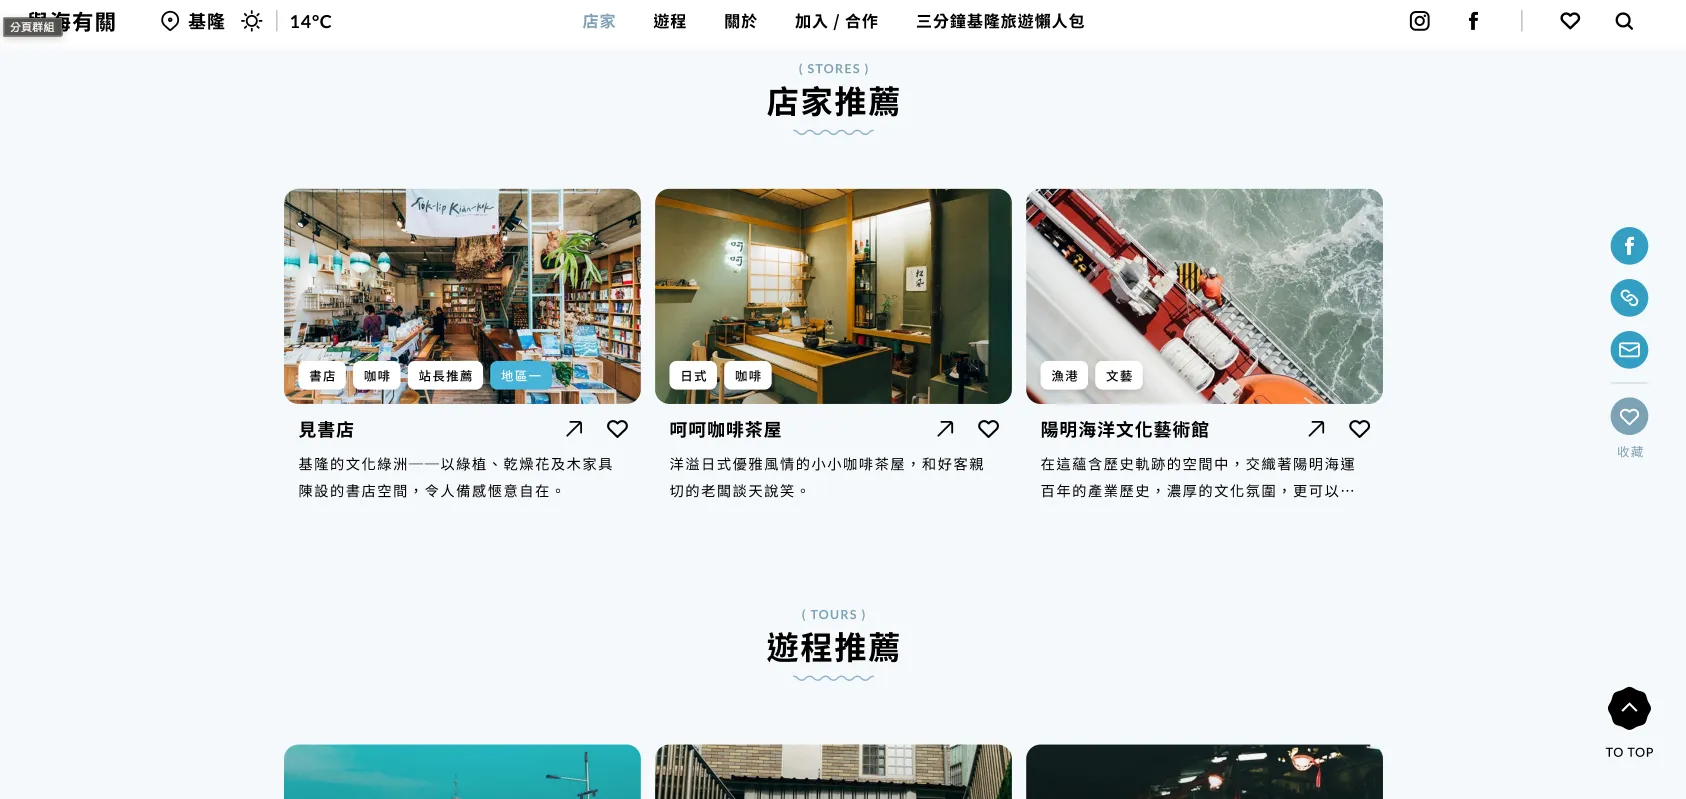 分頁群組
與海有關
基隆
14°C
店家
遊程
關於
加入 / 合作
三分鐘基隆旅遊懶人包
( STORES )
店家推薦
Tok-lip Kiàn-kek
書店
咖啡
站長推薦
地區一
呵呵
松風
日式
咖啡
漁港
文藝
見書店
基隆的文化綠洲——以綠植、乾燥花及木家具
陳設的書店空間，令人備感愜意自在。
呵呵咖啡茶屋
洋溢日式優雅風情的小小咖啡茶屋，和好客親
切的老闆談天說笑。
陽明海洋文化藝術館
在這蘊含歷史軌跡的空間中，交織著陽明海運
百年的產業歷史，濃厚的文化氛圍，更可以…
收藏
( TOURS )
遊程推薦
TO TOP